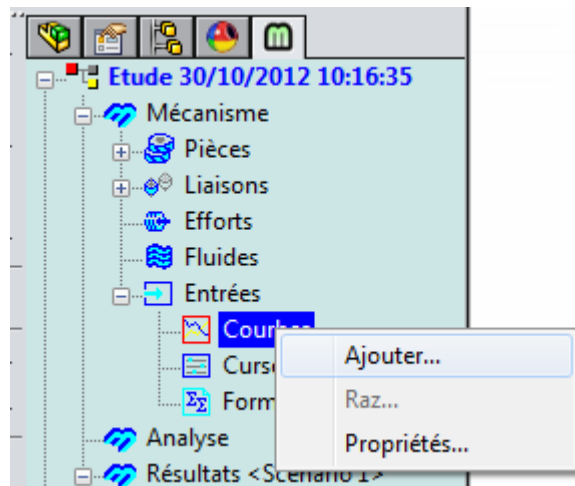 Etude 30/10/2012 10:16:35
Mécanisme
Pièces
Liaisons
Efforts
Fluides
Entrées
Courbes
Ajouter...
Raz...
Propriétés...
Analyse
Résultats <Scénario 1>